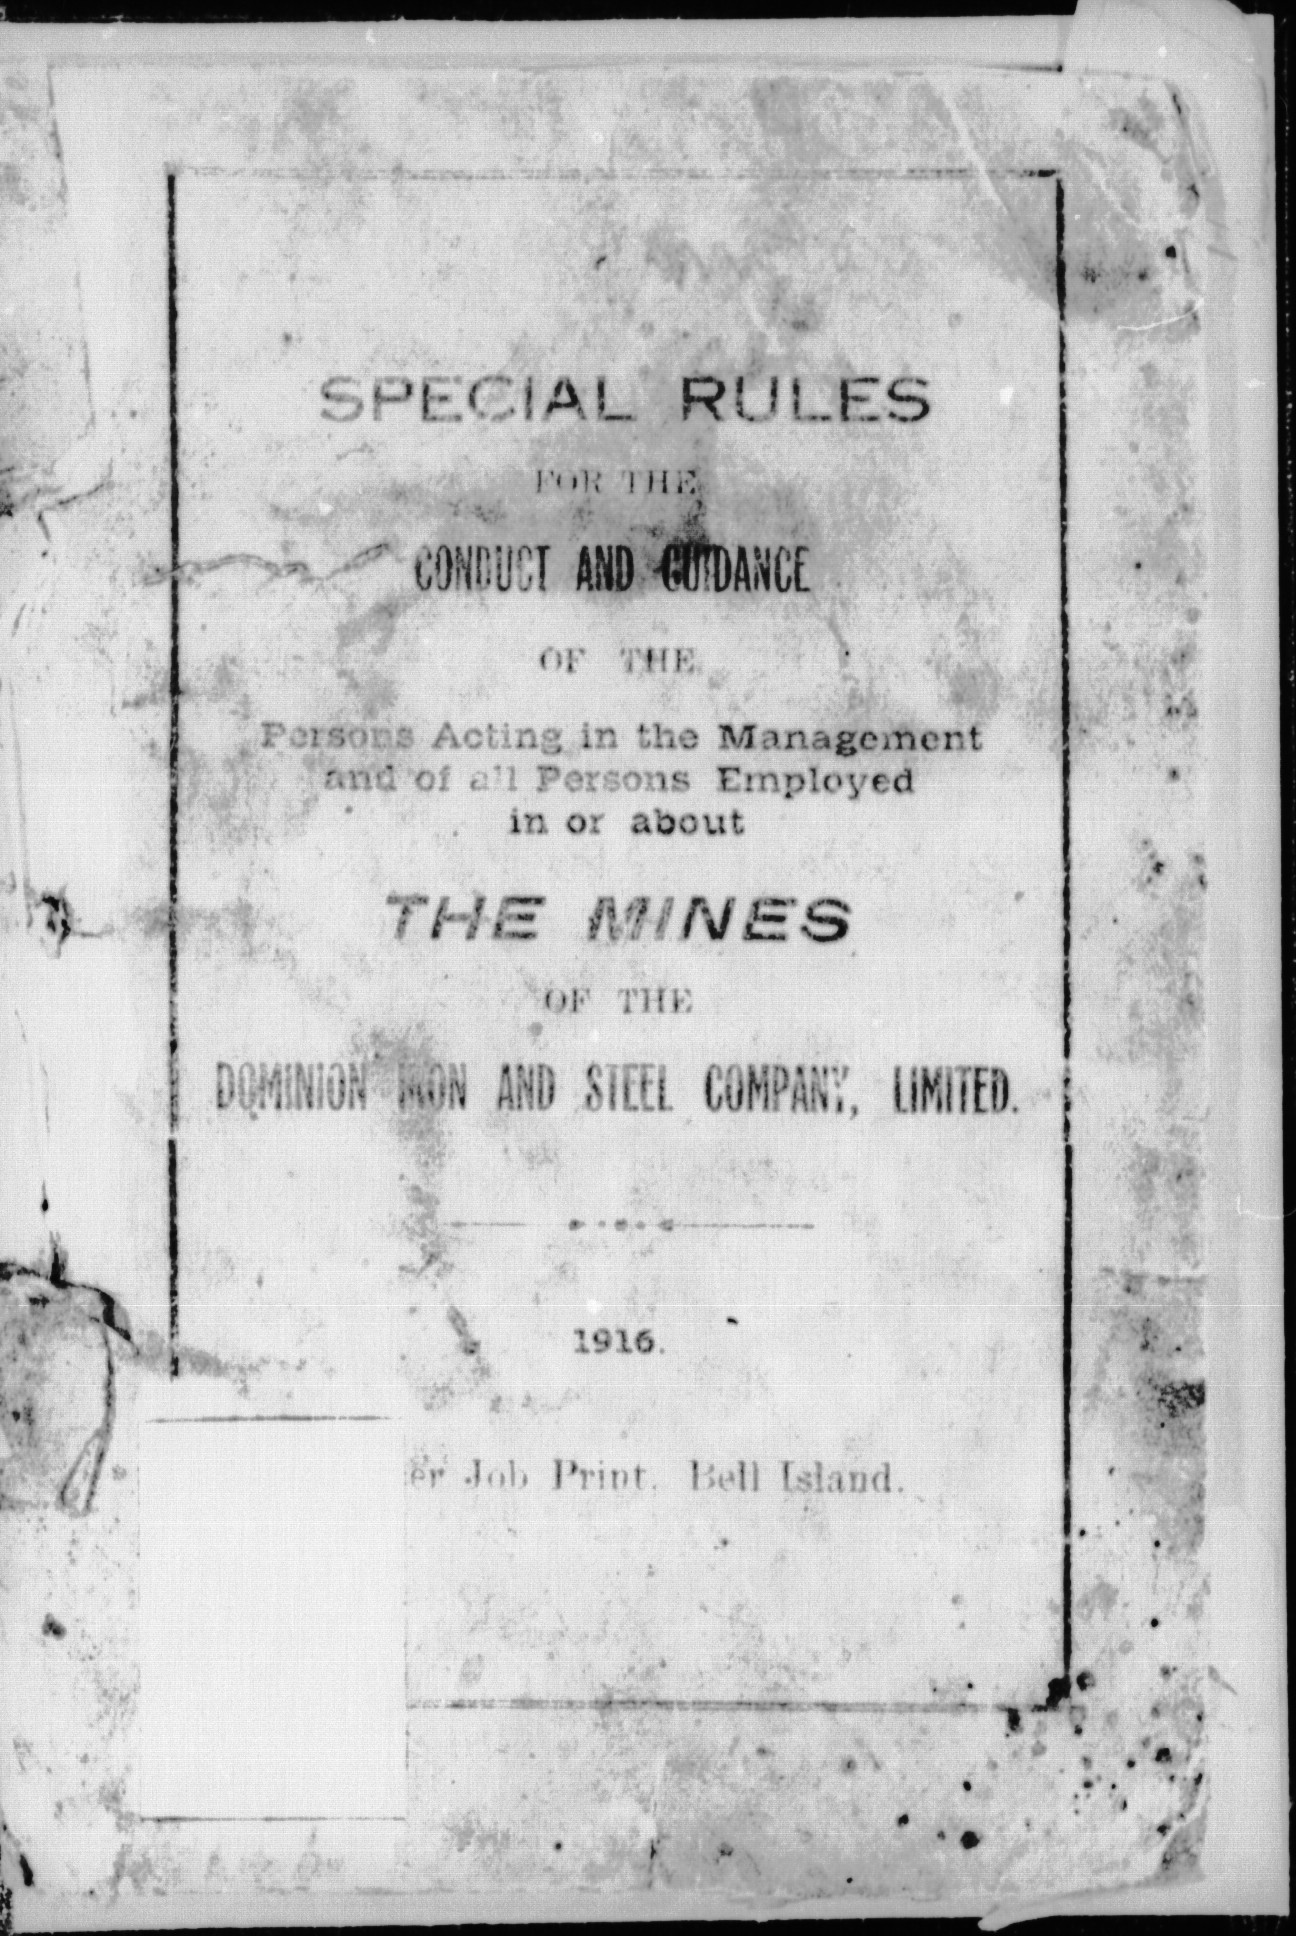 SPECIAL RULES
FOR THE
CONDUCT AND GUIDANCE
OF THE
Persons Acting in the Management
and of all Persons Employed
in or about
THE MINES
OF THE
DOMINION IRON AND STEEL COMPANY, LIMITED.
1916.
er Job Print, Bell Island.